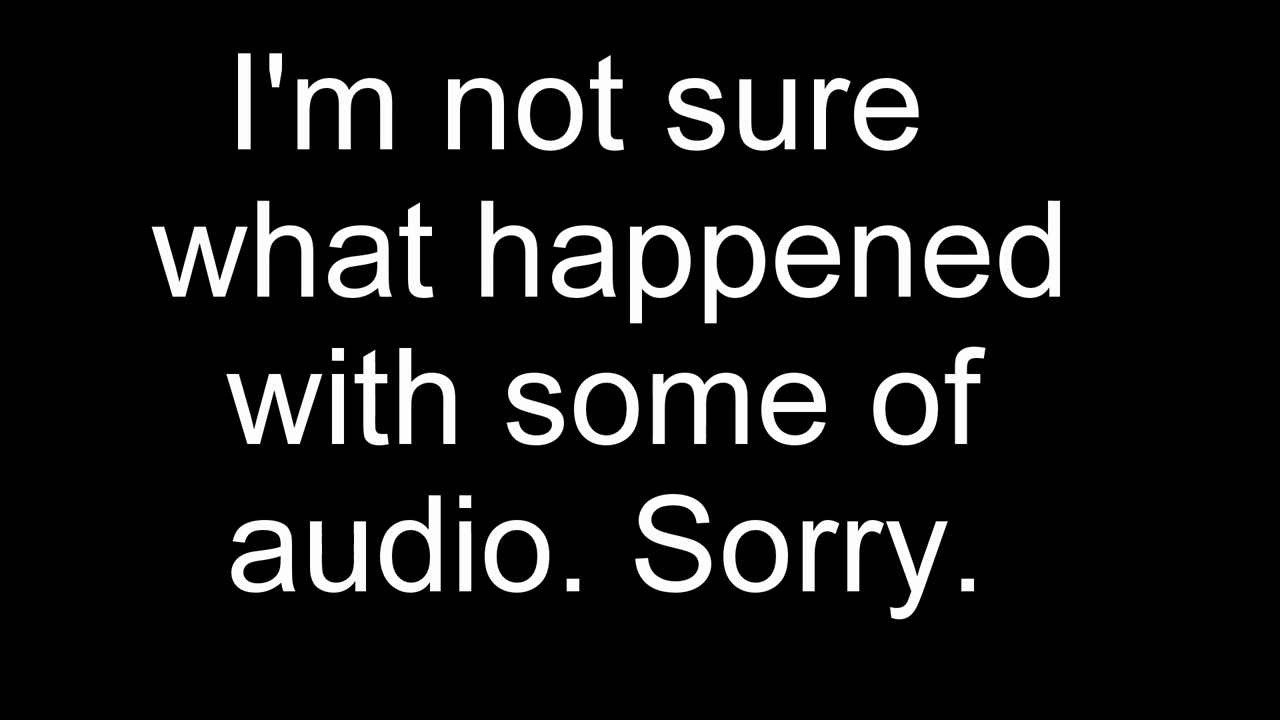 I'm not sure
what happened
with some of
audio. Sorry.